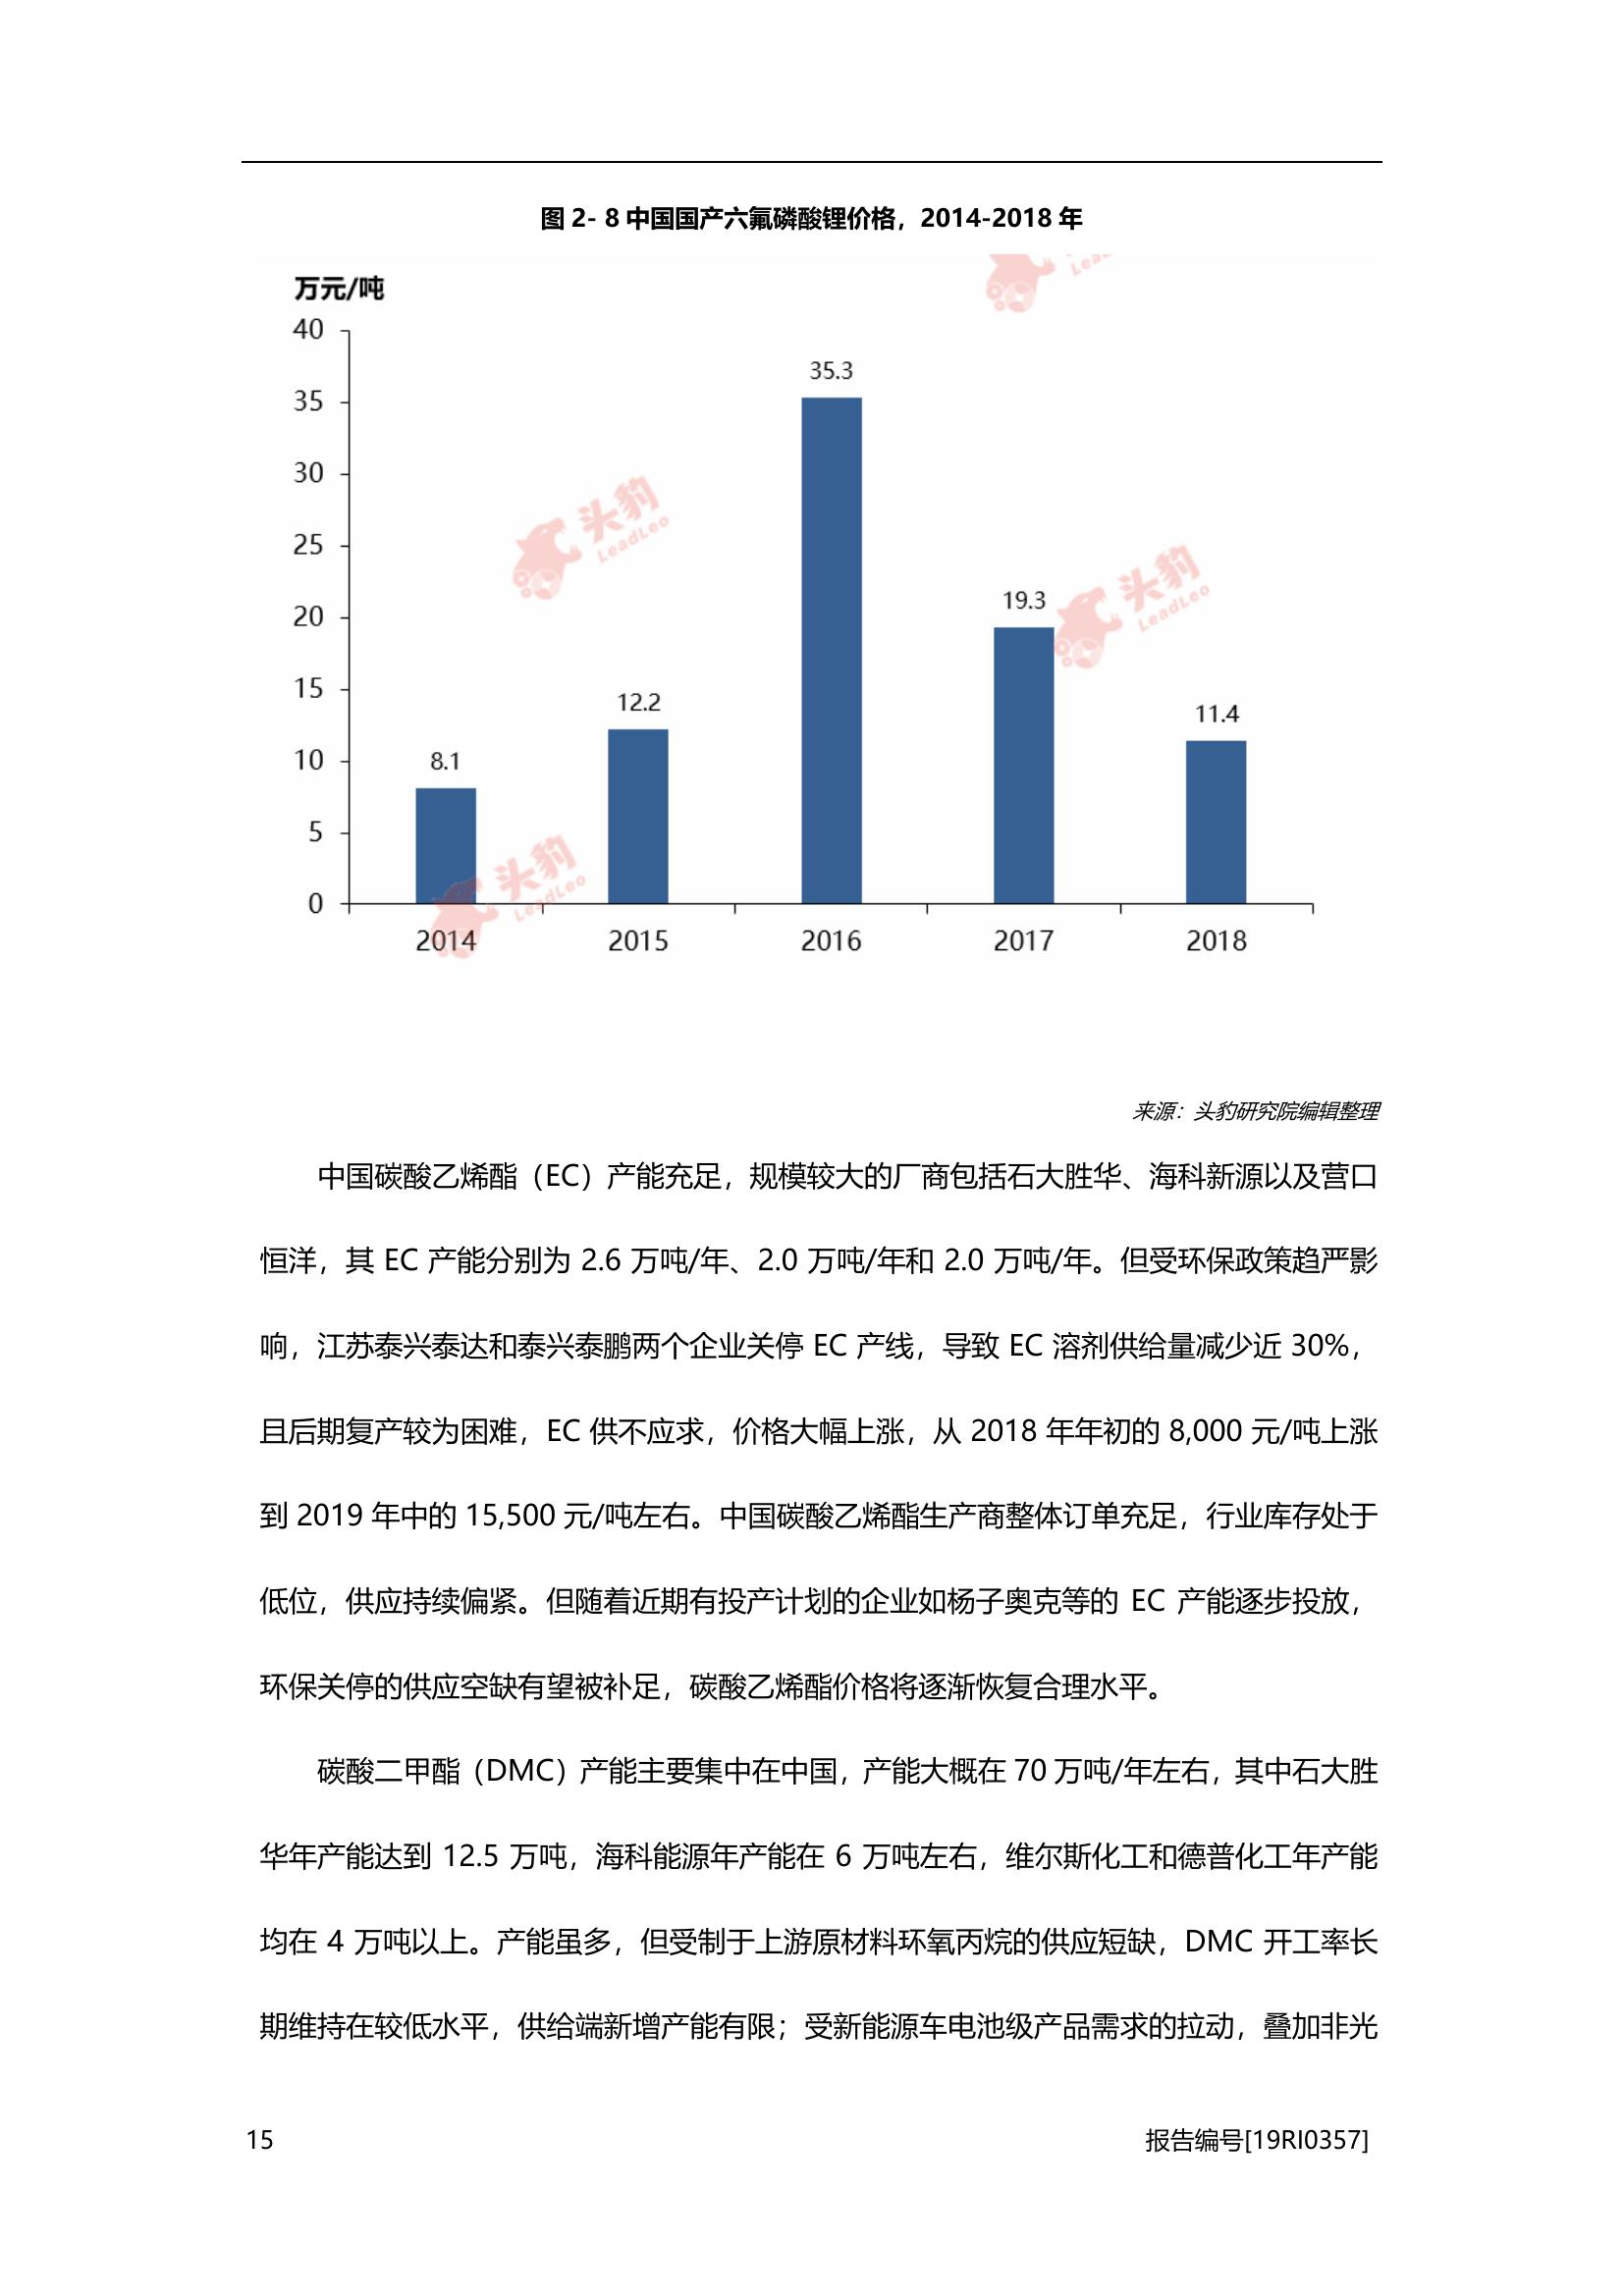 图 2- 8 中国国产六氟磷酸锂价格，2014-2018 年
万元/吨
40
35
30
25
20
15
10
5
0
8.1
12.2
35.3
19.3
11.4
2014
2015
2016
2017
2018
头豹
LeadLeo
头豹
LeadLeo
头豹
LeadLeo
来源：头豹研究院编辑整理
中国碳酸乙烯酯（EC）产能充足，规模较大的厂商包括石大胜华、海科新源以及营口
恒洋，其 EC 产能分别为 2.6 万吨/年、2.0 万吨/年和 2.0 万吨/年。但受环保政策趋严影
响，江苏泰兴泰达和泰兴泰鹏两个企业关停 EC 产线，导致 EC 溶剂供给量减少近 30%，
且后期复产较为困难，EC 供不应求，价格大幅上涨，从 2018 年年初的 8,000 元/吨上涨
到 2019 年中的 15,500 元/吨左右。中国碳酸乙烯酯生产商整体订单充足，行业库存处于
低位，供应持续偏紧。但随着近期有投产计划的企业如杨子奥克等的 EC 产能逐步投放，
环保关停的供应空缺有望被补足，碳酸乙烯酯价格将逐渐恢复合理水平。
碳酸二甲酯（DMC）产能主要集中在中国，产能大概在 70 万吨/年左右，其中石大胜
华年产能达到 12.5 万吨，海科能源年产能在 6 万吨左右，维尔斯化工和德普化工年产能
均在 4 万吨以上。产能虽多，但受制于上游原材料环氧丙烷的供应短缺，DMC 开工率长
期维持在较低水平，供给端新增产能有限；受新能源车电池级产品需求的拉动，叠加非光
15
报告编号[19RI0357]